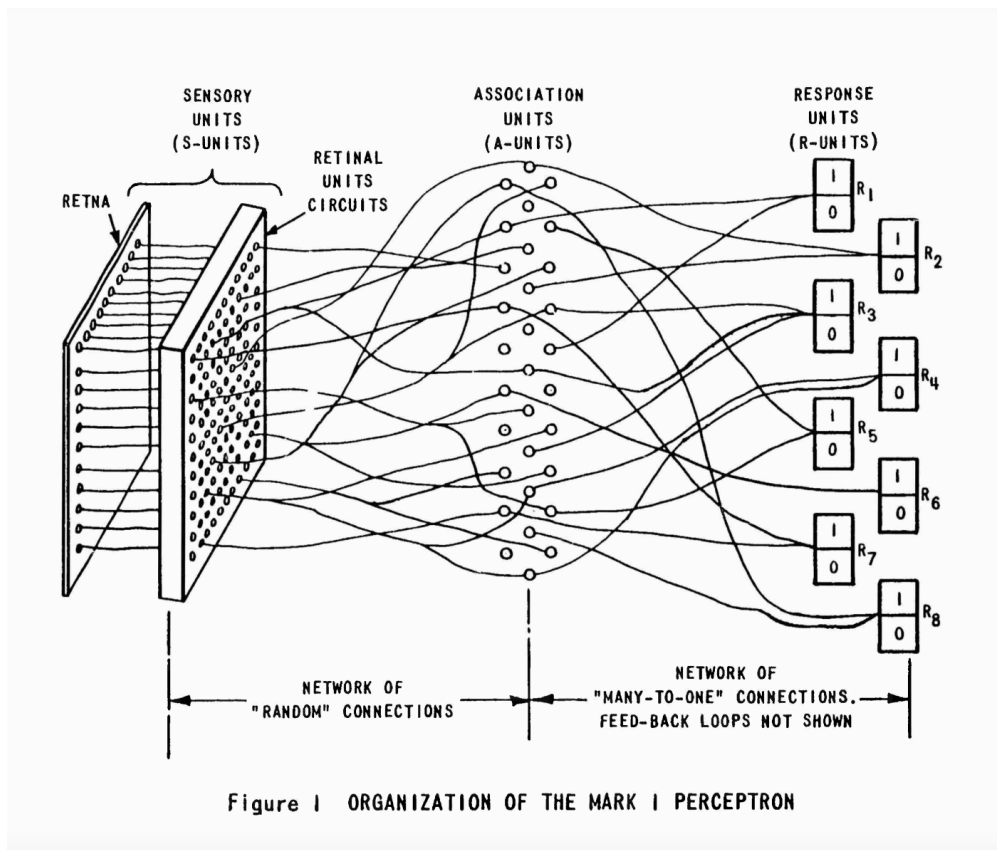 SENSORY
UNITS
(S-UNITS)
ASSOCIATION
UNITS
(A-UNITS)
RESPONSE
UNITS
(R-UNITS)
RETNA
RETINAL
UNITS
CIRCUITS
1
0
R1
1
0
R2
1
0
R3
1
0
R4
1
0
R5
1
0
R6
1
0
R7
1
0
R8
NETWORK OF
"RANDOM" CONNECTIONS
NETWORK OF
"MANY-TO-ONE" CONNECTIONS.
FEED-BACK LOOPS NOT SHOWN
Figure 1 ORGANIZATION OF THE MARK 1 PERCEPTRON